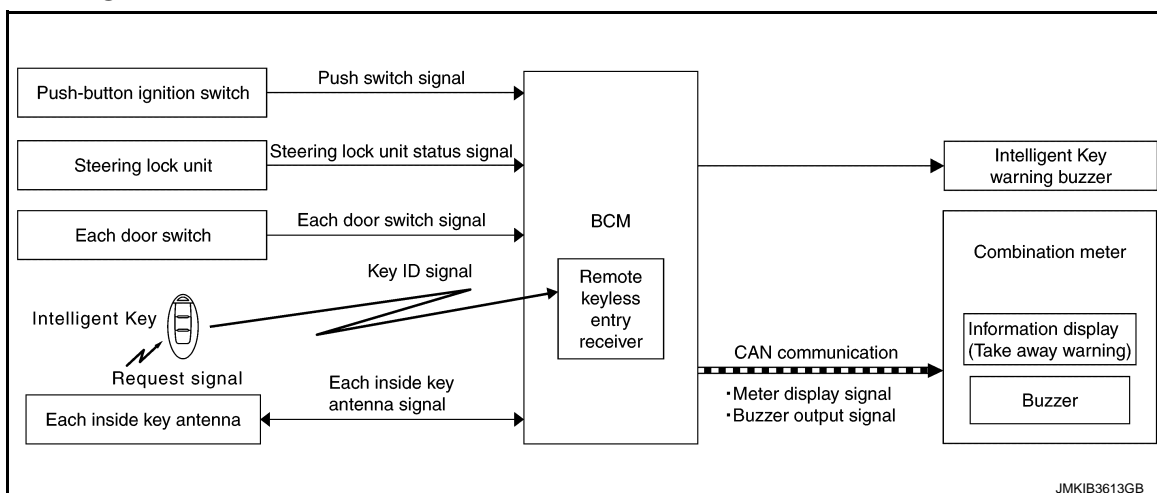 Push-button ignition switch
Push switch signal
Steering lock unit
Steering lock unit status signal
Each door switch
Each door switch signal
Intelligent Key
Key ID signal
Request signal
Each inside key antenna
Each inside key
antenna signal
BCM
Remote
keyless
entry
receiver
Intelligent Key
warning buzzer
CAN communication
·Meter display signal
·Buzzer output signal
Combination meter
Information display
(Take away warning)
Buzzer
JMKIB3613GB